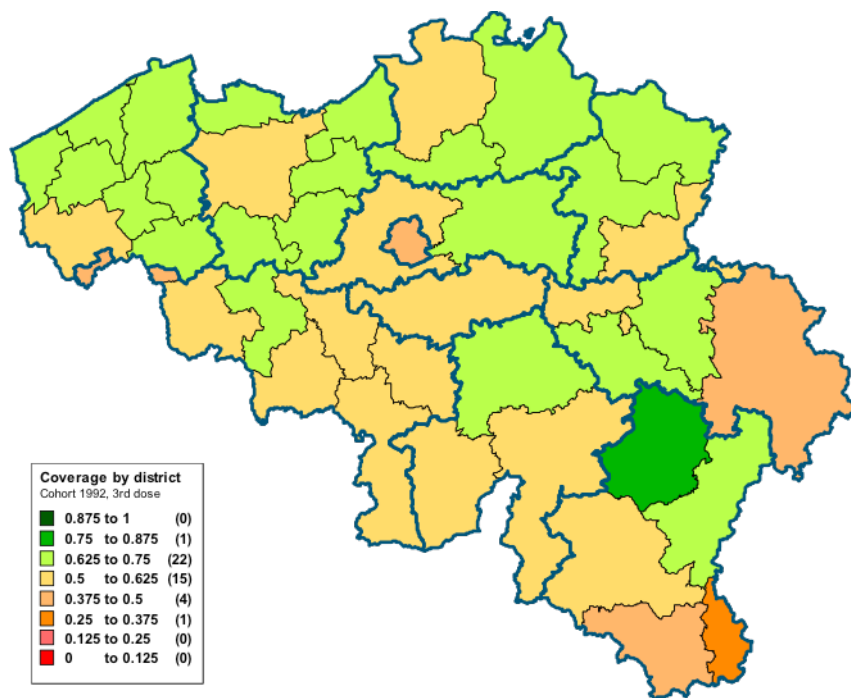 Coverage by district
Cohort 1992, 3rd dose
0.875 to 1 (0)
0.75 to 0.875 (1)
0.625 to 0.75 (22)
0.5 to 0.625 (15)
0.375 to 0.5 (4)
0.25 to 0.375 (1)
0.125 to 0.25 (0)
0 to 0.125 (0)